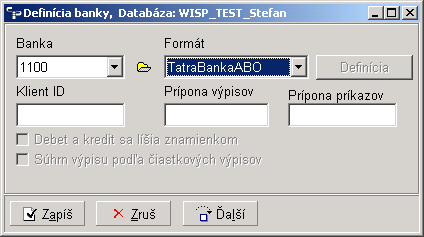 Definícia banky, Databáza: WISP_TEST_Stefan
Banka Formát
1100 TatraBankaABO Definícia
Klient ID Prípona výpisov Prípona príkazov
Debet a kredit sa líšia znamienkom
Súhrn výpisu podľa čiastkových výpisov
Zapíš Zruš Ďalší